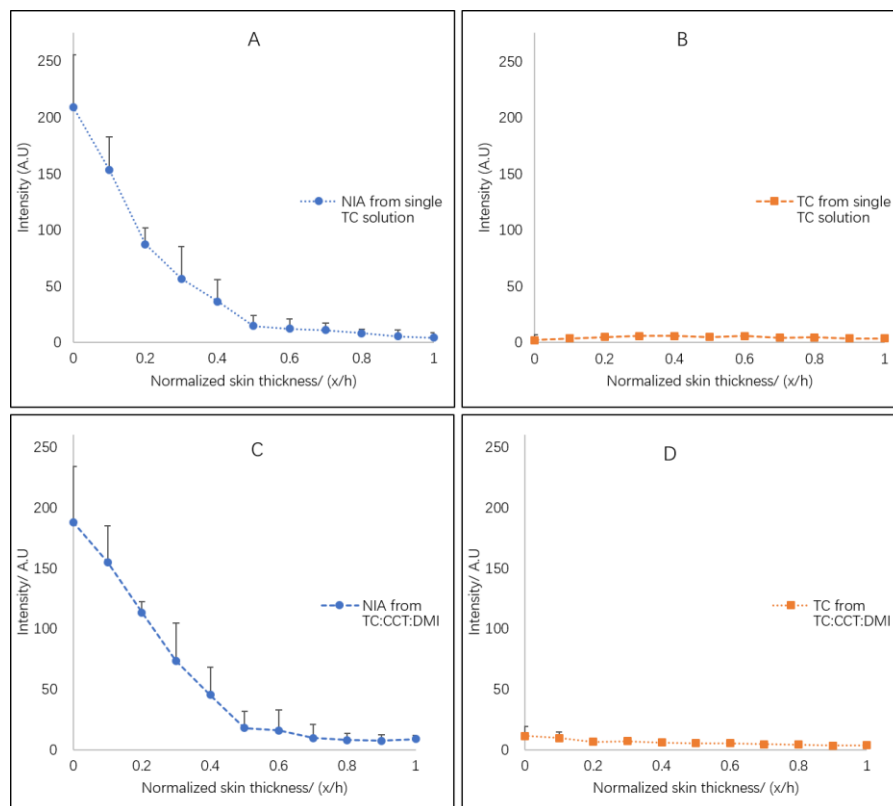 A
250
200
150
100
50
0
Intensity (A.U)
NIA from single
TC solution
0 0.2 0.4 0.6 0.8 1
Normalized skin thickness/ (x/h)
B
250
200
150
100
50
0
Intensity (A.U)
TC from single
TC solution
0 0.2 0.4 0.6 0.8 1
Normalized skin thickness/ (x/h)
C
250
200
150
100
50
0
Intensity/ A.U
NIA from
TC:CCT:DMI
0 0.2 0.4 0.6 0.8 1
Normalized skin thickness/ (x/h)
D
250
200
150
100
50
0
Intensity/ A.U
TC from
TC:CCT:DMI
0 0.2 0.4 0.6 0.8 1
Normalized skin thickness/ (x/h)